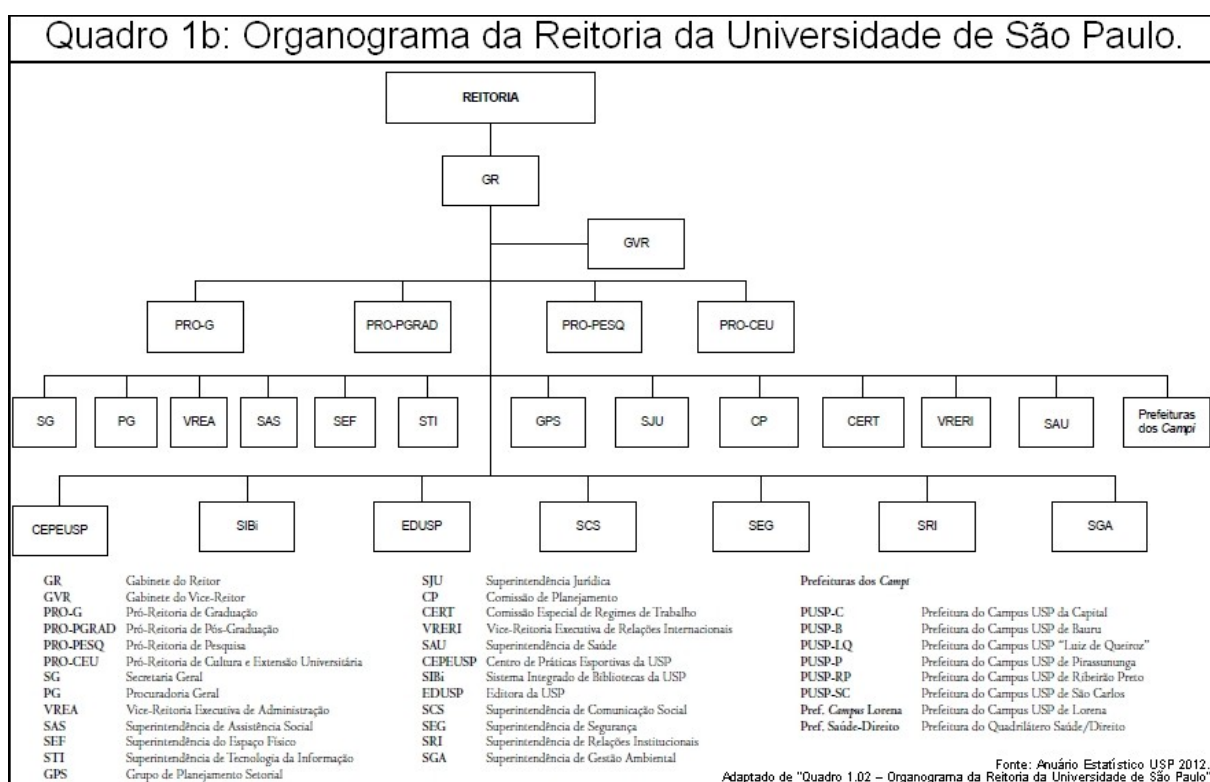 Quadro 1b: Organograma da Reitoria da Universidade de São Paulo.
REITORIA
GR
GVR
PRO-G PRO-PGRAD PRO-PESQ PRO-CEU
SG PG VREA SAS SEF STI GPS SJU CP CERT VRERI SAU Prefeituras dos Campi
CEPEUSP SIBi EDUSP SCS SEG SRI SGA
GR Gabinete do Reitor
GVR Gabinete do Vice-Reitor
PRO-G Pró-Reitoria de Graduação
PRO-PGRAD Pró-Reitoria de Pós-Graduação
PRO-PESQ Pró-Reitoria de Pesquisa
PRO-CEU Pró-Reitoria de Cultura e Extensão Universitária
SG Secretaria Geral
PG Procuradoria Geral
VREA Vice-Reitoria Executiva de Administração
SAS Superintendência de Assistência Social
SEF Superintendência do Espaço Físico
STI Superintendência de Tecnologia da Informação
GPS Grupo de Planejamento Setorial
SJU Superintendência Jurídica
CP Comissão de Planejamento
CERT Comissão Especial de Regimes de Trabalho
VRERI Vice-Reitoria Executiva de Relações Internacionais
SAU Superintendência de Saúde
CEPEUSP Centro de Práticas Esportivas da USP
SIBi Sistema Integrado de Bibliotecas da USP
EDUSP Editora da USP
SCS Superintendência de Comunicação Social
SEG Superintendência de Segurança
SRI Superintendência de Relações Institucionais
SGA Superintendência de Gestão Ambiental
Prefeituras dos Campi
PUSP-C Prefeitura do Campus USP da Capital
PUSP-B Prefeitura do Campus USP de Bauru
PUSP-LQ Prefeitura do Campus USP "Luiz de Queiroz"
PUSP-P Prefeitura do Campus USP de Pirassununga
PUSP-RP Prefeitura do Campus USP de Ribeirão Preto
PUSP-SC Prefeitura do Campus USP de São Carlos
Pref. Campus Lorena Prefeitura do Campus USP de Lorena
Pref. Saúde-Direito Prefeitura do Quadrilátero Saúde/Direito
Fonte: Anuário Estatístico USP 2012.
Adaptado de "Quadro 1.02 – Organograma da Reitoria da Universidade de São Paulo"